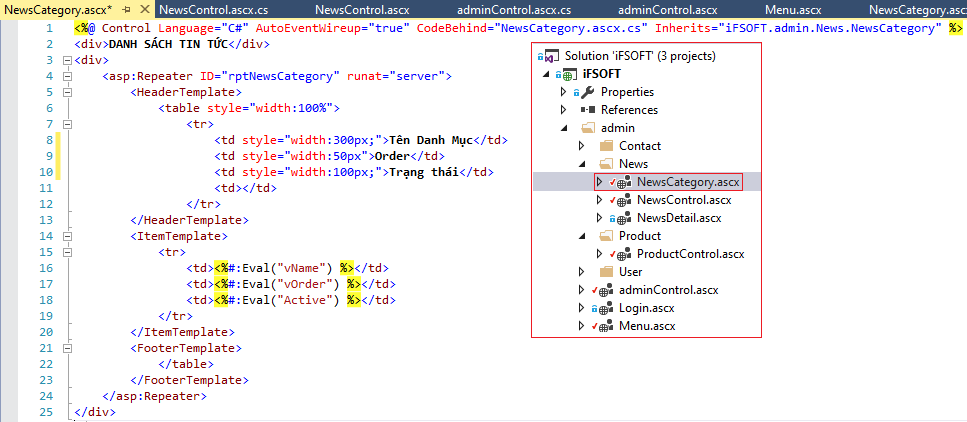 NewsCategory.ascx*
NewsControl.ascx.cs
NewsControl.ascx
adminControl.ascx.cs
adminControl.ascx
Menu.ascx
NewsCategory.ascx.cs
1 <%@ Control Language="C#" AutoEventWireup="true" CodeBehind="NewsCategory.ascx.cs" Inherits="iFSOFT.admin.News.NewsCategory" %>
2 <div>DANH SÁCH TIN TỨC</div>
3 <div>
4 <asp:Repeater ID="rptNewsCategory" runat="server">
5 <HeaderTemplate>
6 <table style="width:100%">
7 <tr>
8 <td style="width:300px;">Tên Danh Mục</td>
9 <td style="width:50px">Order</td>
10 <td style="width:100px;">Trạng thái</td>
11 <td></td>
12 </tr>
13 </HeaderTemplate>
14 <ItemTemplate>
15 <tr>
16 <td><%#:Eval("vName") %></td>
17 <td><%#:Eval("vOrder") %></td>
18 <td><%#:Eval("Active") %></td>
19 </tr>
20 </ItemTemplate>
21 <FooterTemplate>
22 </table>
23 </FooterTemplate>
24 </asp:Repeater>
25 </div>
Solution 'iFSOFT' (3 projects)
iFSOFT
Properties
References
admin
Contact
News
NewsCategory.ascx
NewsControl.ascx
NewsDetail.ascx
Product
ProductControl.ascx
User
adminControl.ascx
Login.ascx
Menu.ascx